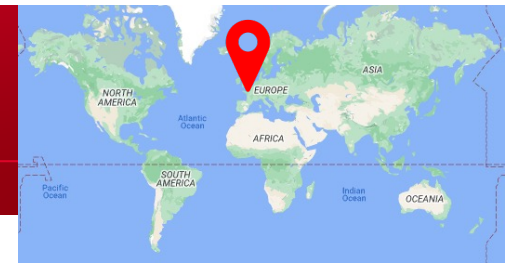 ASIA
EUROPE
NORTH
AMERICA
Atlantic
Ocean
AFRICA
SOUTH
AMERICA
Pacific
Ocean
Indian
Ocean
OCEANIA